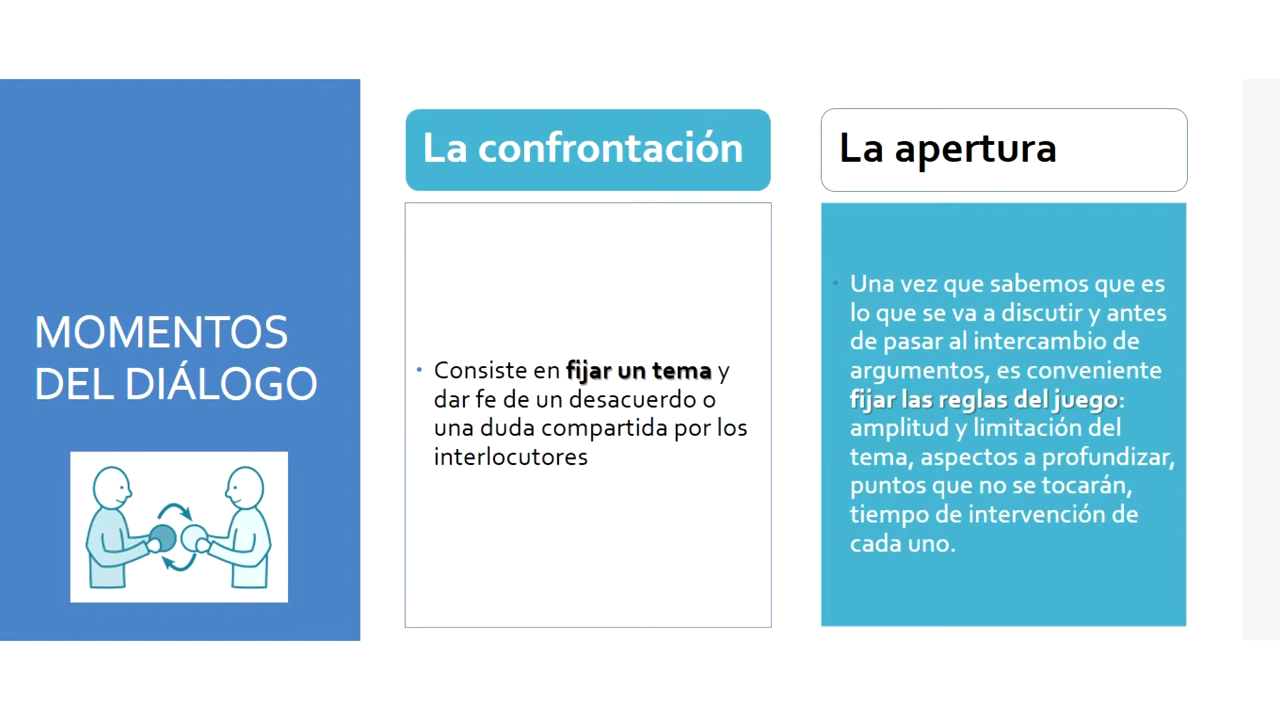 MOMENTOS
DEL DIÁLOGO
La confrontación
• Consiste en fijar un tema y
dar fe de un desacuerdo o
una duda compartida por los
interlocutores
La apertura
• Una vez que sabemos que es
lo que se va a discutir y antes
de pasar al intercambio de
argumentos, es conveniente
fijar las reglas del juego:
amplitud y limitación del
tema, aspectos a profundizar,
puntos que no se tocarán,
tiempo de intervención de
cada uno.